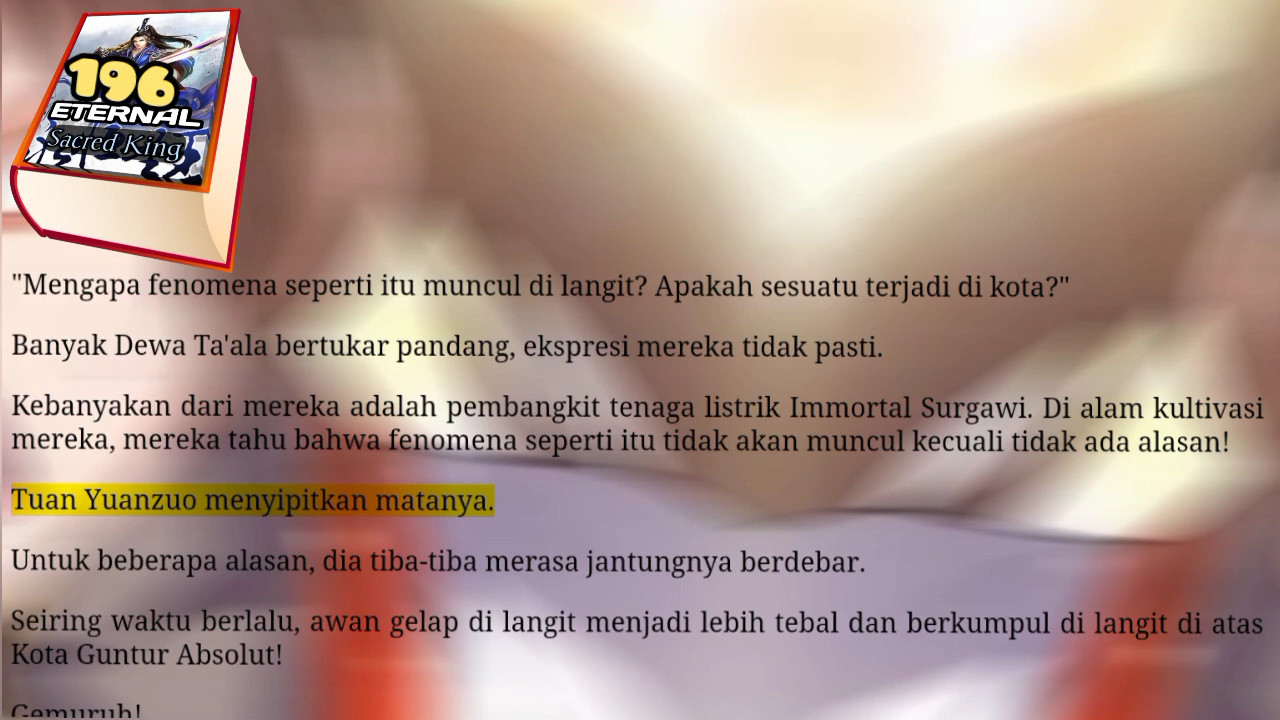 196
ETERNAL
Sacred King
"Mengapa fenomena seperti itu muncul di langit? Apakah sesuatu terjadi di kota?"
Banyak Dewa Ta'ala bertukar pandang, ekspresi mereka tidak pasti.
Kebanyakan dari mereka adalah pembangkit tenaga listrik Immortal Surgawi. Di alam kultivasi
mereka, mereka tahu bahwa fenomena seperti itu tidak akan muncul kecuali tidak ada alasan!
Tuan Yuanzuo menyipitkan matanya.
Untuk beberapa alasan, dia tiba-tiba merasa jantungnya berdebar.
Seiring waktu berlalu, awan gelap di langit menjadi lebih tebal dan berkumpul di langit di atas
Kota Guntur Absolut!
Gemuruh!